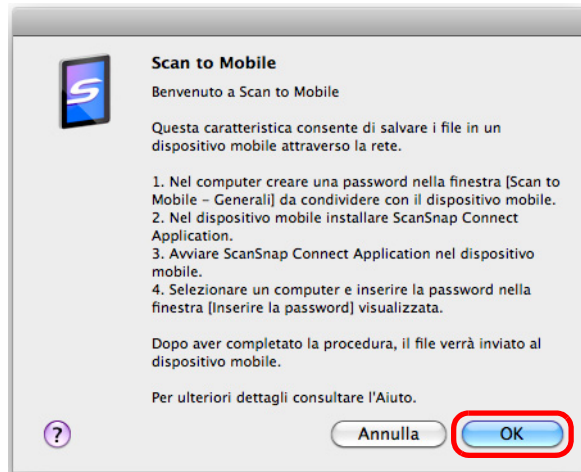 Scan to Mobile
Benvenuto a Scan to Mobile
Questa caratteristica consente di salvare i file in un
dispositivo mobile attraverso la rete.
1. Nel computer creare una password nella finestra [Scan to
Mobile – Generali] da condividere con il dispositivo mobile.
2. Nel dispositivo mobile installare ScanSnap Connect
Application.
3. Avviare ScanSnap Connect Application nel dispositivo
mobile.
4. Selezionare un computer e inserire la password nella
finestra [Inserire la password] visualizzata.
Dopo aver completato la procedura, il file verrà inviato al
dispositivo mobile.
Per ulteriori dettagli consultare l'Aiuto.
? Annulla OK